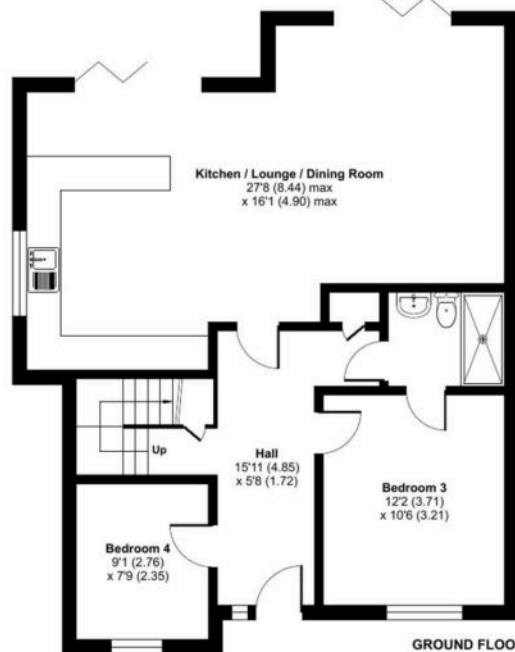 Kitchen / Lounge / Dining Room
27'8 (8.44) max
x 16'1 (4.90) max
Up
Hall
15'11 (4.85)
x 5'8 (1.72)
Bedroom 3
12'2 (3.71)
x 10'6 (3.21)
Bedroom 4
9'1 (2.76)
x 7'9 (2.35)
GROUND FLOO